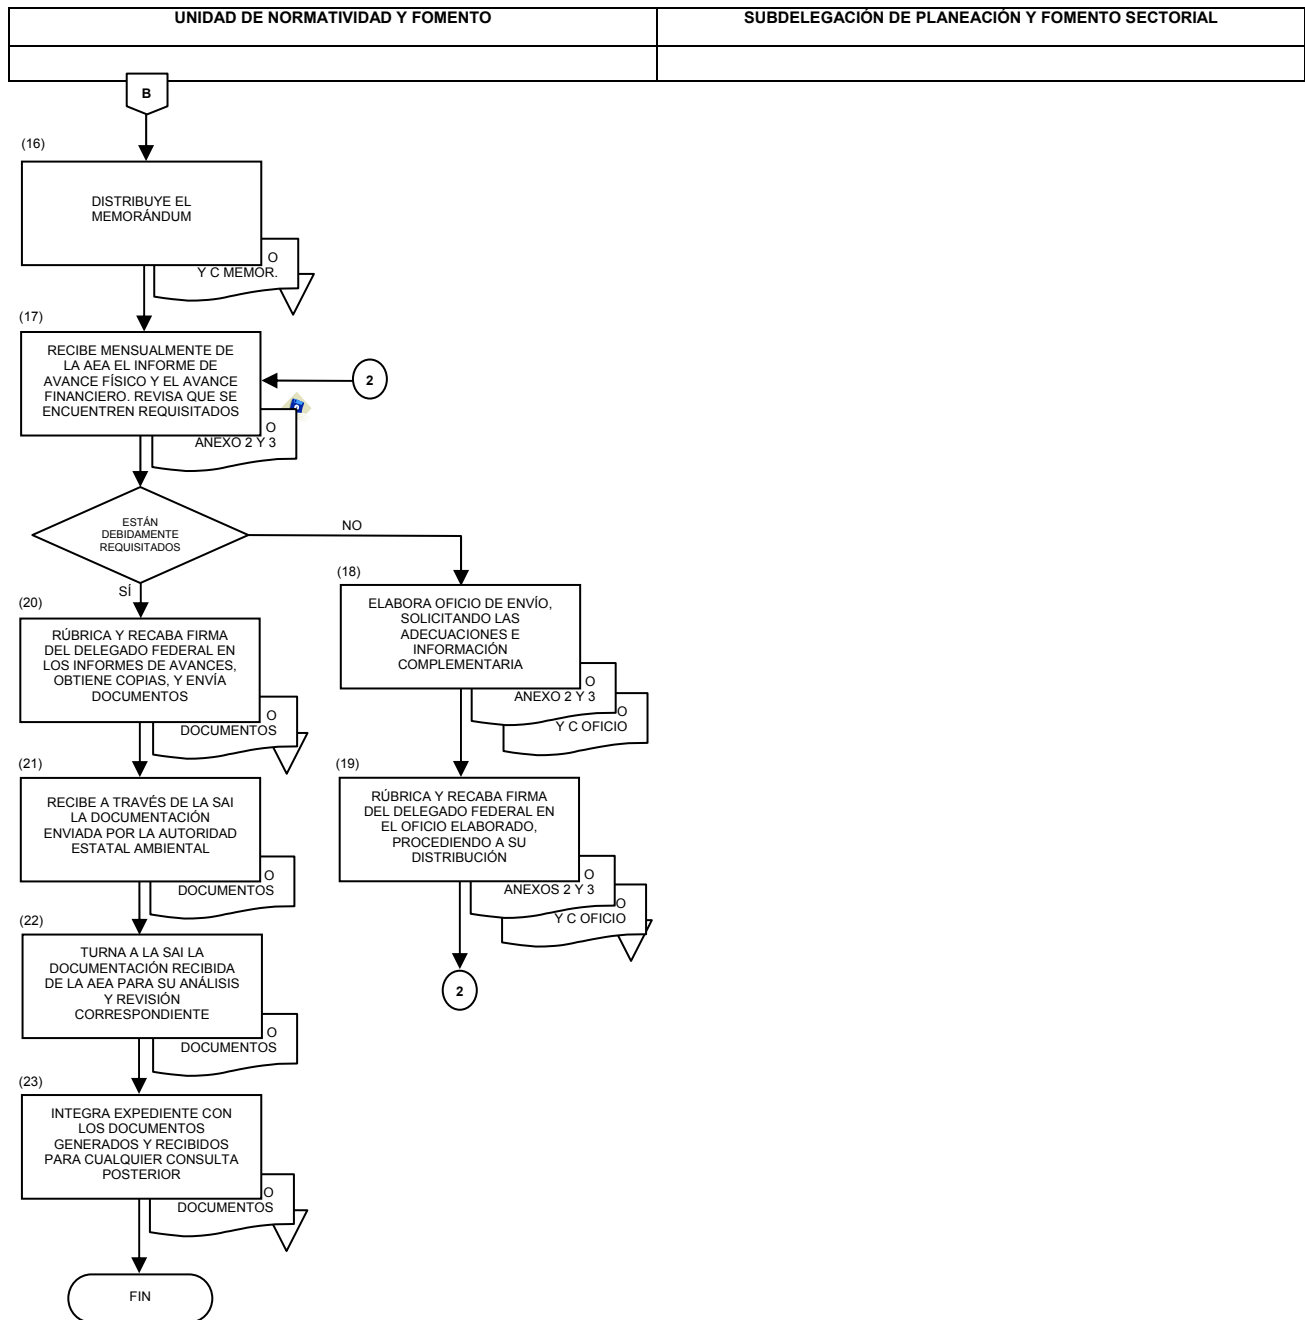 UNIDAD DE NORMATIVIDAD Y FOMENTO
SUBDELEGACIÓN DE PLANEACIÓN Y FOMENTO SECTORIAL
B
(16)
DISTRIBUYE EL
MEMORÁNDUM
O
Y C MEMOR.
(17)
RECIBE MENSUALMENTE DE
LA AEA EL INFORME DE
AVANCE FÍSICO Y EL AVANCE
FINANCIERO. REVISA QUE SE
ENCUENTREN REQUISITADOS
2
O
ANEXO 2 Y 3
ESTÁN
DEBIDAMENTE
REQUISITADOS
NO
SÍ
(18)
ELABORA OFICIO DE ENVÍO,
SOLICITANDO LAS
ADECUACIONES E
INFORMACIÓN
COMPLEMENTARIA
O
ANEXO 2 Y 3
O
Y C OFICIO
(19)
RÚBRICA Y RECABA FIRMA
DEL DELEGADO FEDERAL EN
EL OFICIO ELABORADO,
PROCEDIENDO A SU
DISTRIBUCIÓN
O
ANEXOS 2 Y 3
O
Y C OFICIO
2
(20)
RÚBRICA Y RECABA FIRMA
DEL DELEGADO FEDERAL EN
LOS INFORMES DE AVANCES,
OBTIENE COPIAS, Y ENVÍA
DOCUMENTOS
O
DOCUMENTOS
(21)
RECIBE A TRAVÉS DE LA SAI
LA DOCUMENTACIÓN
ENVIADA POR LA AUTORIDAD
ESTATAL AMBIENTAL
O
DOCUMENTOS
(22)
TURNA A LA SAI LA
DOCUMENTACIÓN RECIBIDA
DE LA AEA PARA SU ANÁLISIS
Y REVISIÓN
CORRESPONDIENTE
O
DOCUMENTOS
(23)
INTEGRA EXPEDIENTE CON
LOS DOCUMENTOS
GENERADOS Y RECIBIDOS
PARA CUALQUIER CONSULTA
POSTERIOR
O
DOCUMENTOS
FIN